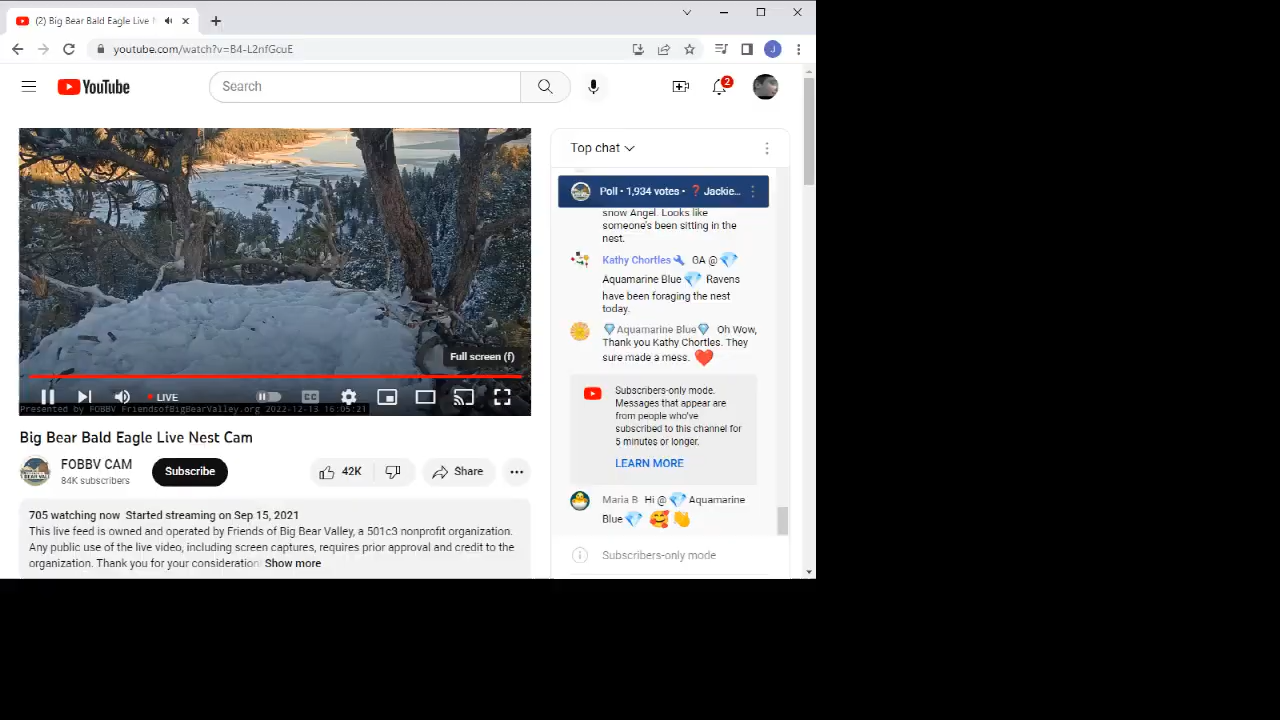 (2) Big Bear Bald Eagle Live
youtube.com/watch?v=B4-L2nfGcuE
J
YouTube
Search
2
Top chat
Poll • 1,934 votes • ❓ Jackie...
snow Angel. Looks like
someone's been sitting in the
nest.
Kathy Chortles GA @💎
Aquamarine Blue💎 Ravens
have been foraging the nest
today.
💎Aquamarine Blue💎 Oh Wow,
Thank you Kathy Chortles. They
sure made a mess. ❤️
Subscribers-only mode.
Messages that appear are
from people who've
subscribed to this channel for
5 minutes or longer.
LEARN MORE
Maria B Hi @💎Aquamarine
Blue💎 🥰👏
Subscribers-only mode
Full screen (f)
LIVE
CC
Presented by FOBBV FriendsofBigBearValley.org 2022-12-13 16:05:21
Big Bear Bald Eagle Live Nest Cam
FOBBV CAM
84K subscribers
Subscribe
42K
Share
705 watching now Started streaming on Sep 15, 2021
This live feed is owned and operated by Friends of Big Bear Valley, a 501c3 nonprofit organization.
Any public use of the live video, including screen captures, requires prior approval and credit to the
organization. Thank you for your consideration Show more